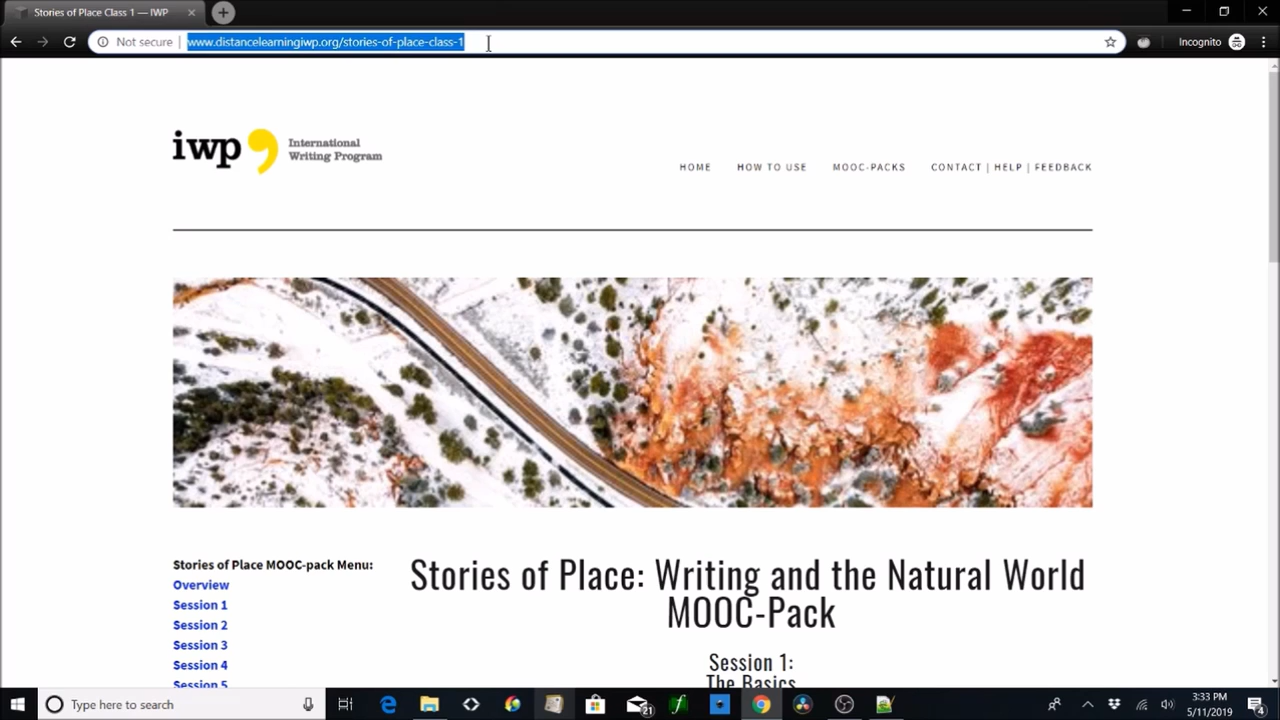 Stories of Place Class 1 — IWP
Not secure | www.distancelearningiwp.org/stories-of-place-class-1
Incognito
iwp International
Writing Program
HOME HOW TO USE MOOC-PACKS CONTACT | HELP | FEEDBACK
Stories of Place MOOC-pack Menu:
Overview
Session 1
Session 2
Session 3
Session 4
Session 5
Stories of Place: Writing and the Natural World
MOOC-Pack
Session 1:
The Basics
Type here to search
21
3:33 PM
5/11/2019
4